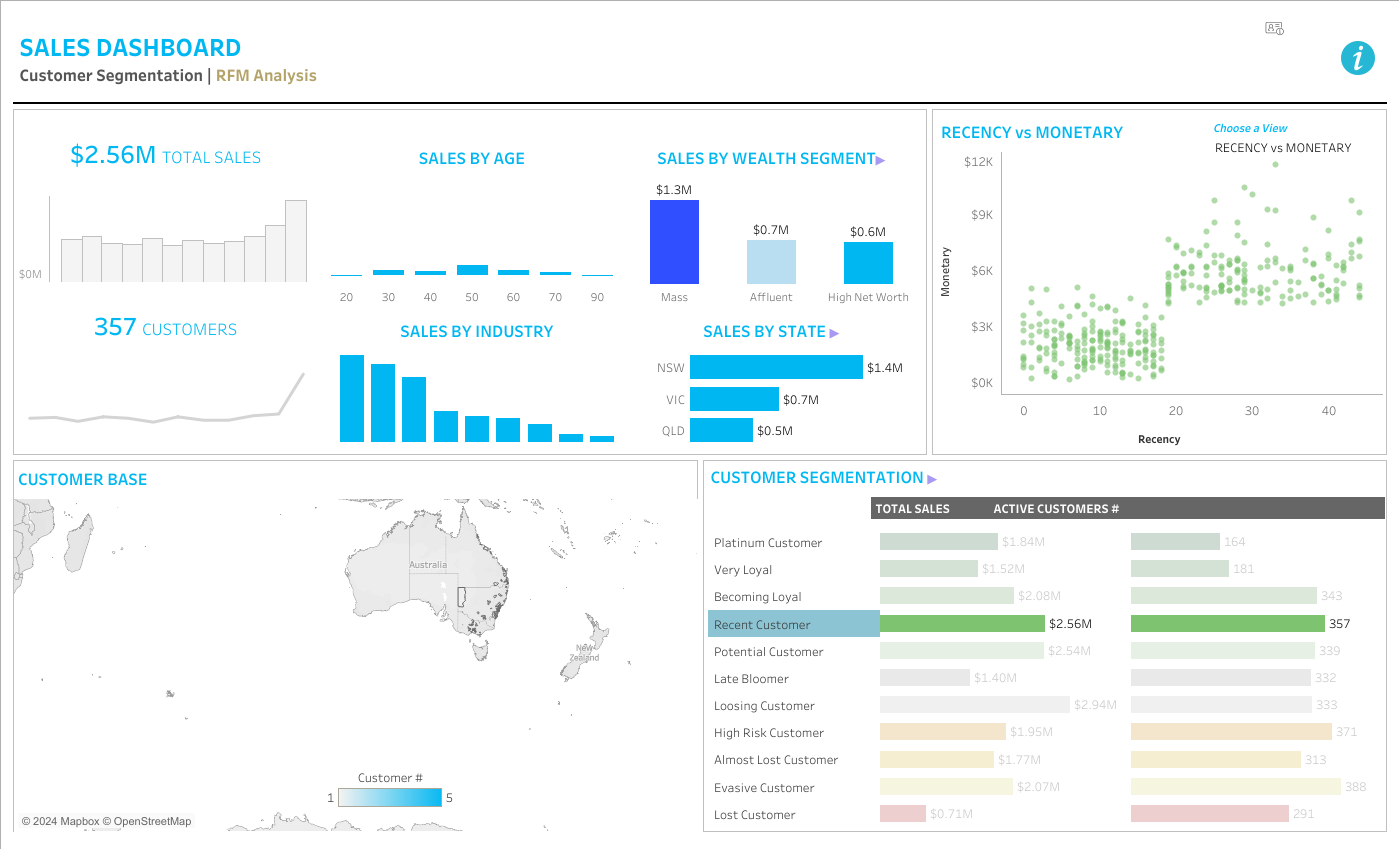 SALES DASHBOARD
Customer Segmentation | RFM Analysis
$2.56M TOTAL SALES
$0M
357 CUSTOMERS
SALES BY AGE
20 30 40 50 60 70 90
SALES BY INDUSTRY
SALES BY WEALTH SEGMENT▶
$1.3M
$0.7M
$0.6M
Mass Affluent High Net Worth
SALES BY STATE ▶
NSW $1.4M
VIC $0.7M
QLD $0.5M
RECENCY vs MONETARY
Choose a View
RECENCY vs MONETARY
Monetary
$12K
$9K
$6K
$3K
$0K
0 10 20 30 40
Recency
CUSTOMER BASE
Australia
New
Zealand
Customer #
1 5
© 2024 Mapbox © OpenStreetMap
CUSTOMER SEGMENTATION ▶
TOTAL SALES ACTIVE CUSTOMERS #
Platinum Customer $1.84M 164
Very Loyal $1.52M 181
Becoming Loyal $2.08M 343
Recent Customer $2.56M 357
Potential Customer $2.54M 339
Late Bloomer $1.40M 332
Loosing Customer $2.94M 333
High Risk Customer $1.95M 371
Almost Lost Customer $1.77M 313
Evasive Customer $2.07M 388
Lost Customer $0.71M 291